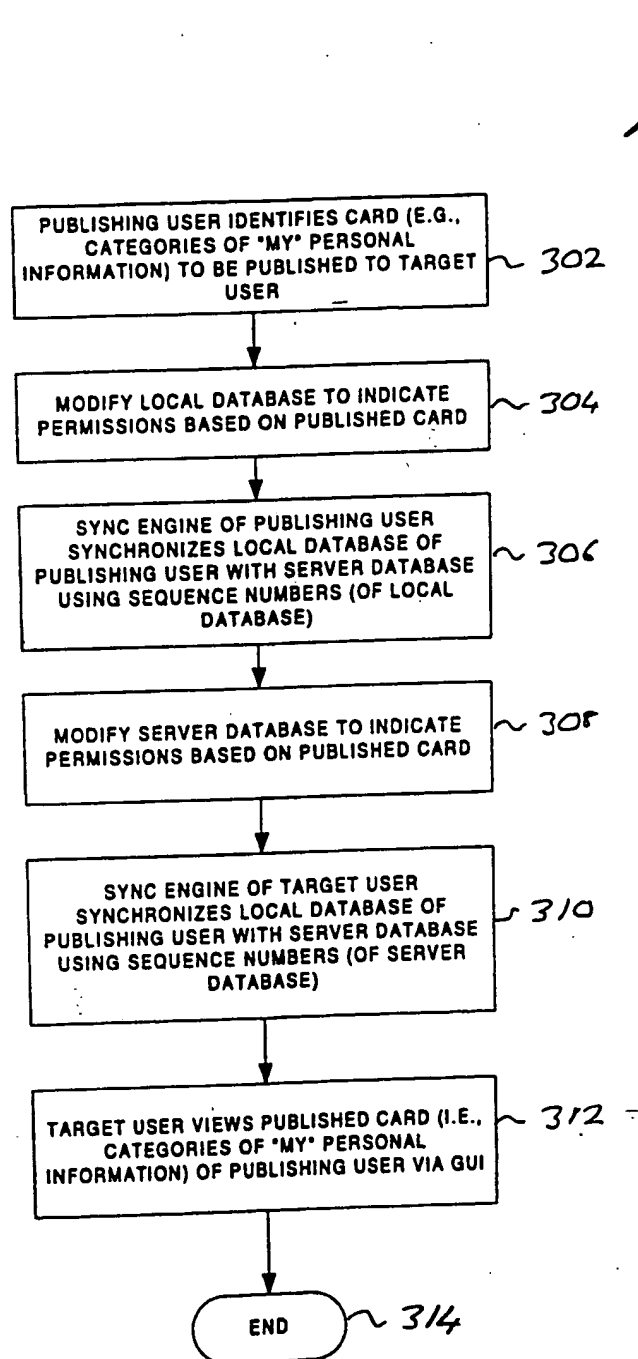 PUBLISHING USER IDENTIFIES CARD (E.G.,
CATEGORIES OF "MY" PERSONAL
INFORMATION) TO BE PUBLISHED TO TARGET
USER
302
MODIFY LOCAL DATABASE TO INDICATE
PERMISSIONS BASED ON PUBLISHED CARD
304
SYNC ENGINE OF PUBLISHING USER
SYNCHRONIZES LOCAL DATABASE OF
PUBLISHING USER WITH SERVER DATABASE
USING SEQUENCE NUMBERS (OF LOCAL
DATABASE)
306
MODIFY SERVER DATABASE TO INDICATE
PERMISSIONS BASED ON PUBLISHED CARD
308
SYNC ENGINE OF TARGET USER
SYNCHRONIZES LOCAL DATABASE OF
PUBLISHING USER WITH SERVER DATABASE
USING SEQUENCE NUMBERS (OF SERVER
DATABASE)
310
TARGET USER VIEWS PUBLISHED CARD (I.E.,
CATEGORIES OF "MY" PERSONAL
INFORMATION) OF PUBLISHING USER VIA GUI
312
END
314